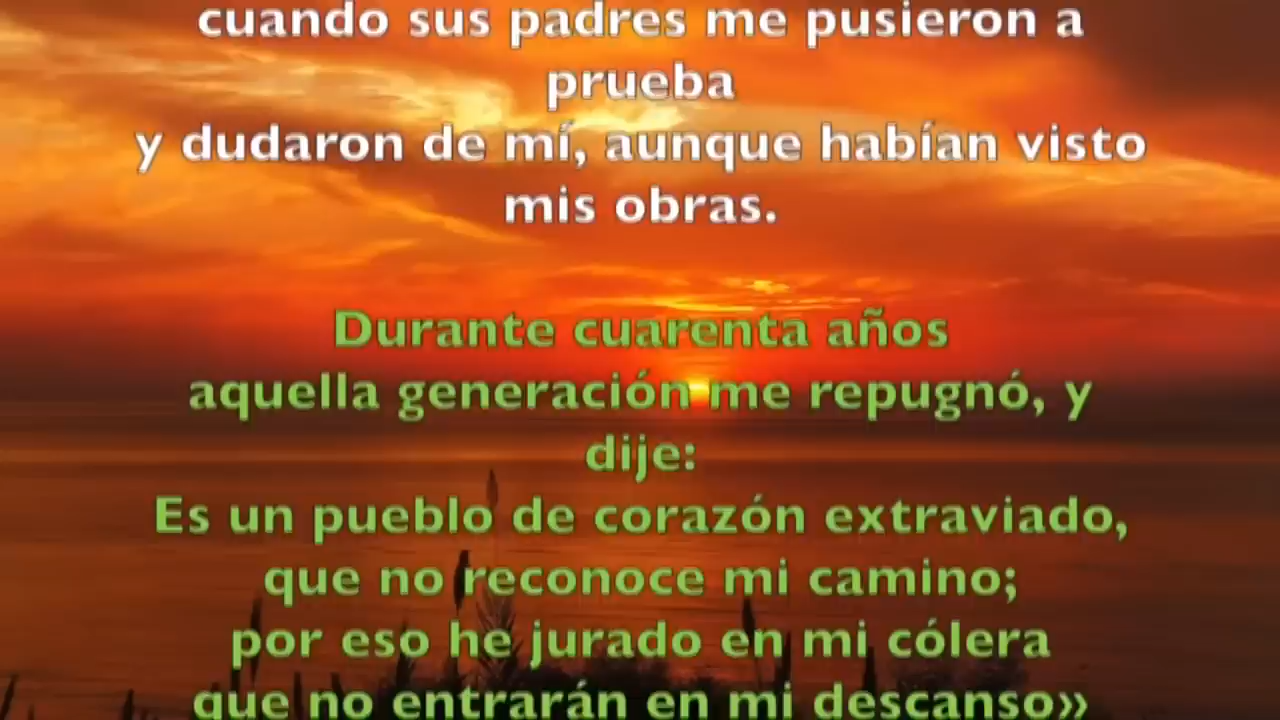 cuando sus padres me pusieron a
prueba
y dudaron de mí, aunque habían visto
mis obras.
Durante cuarenta años
aquella generación me repugnó, y
dije:
Es un pueblo de corazón extraviado,
que no reconoce mi camino;
por eso he jurado en mi cólera
que no entrarán en mi descanso»